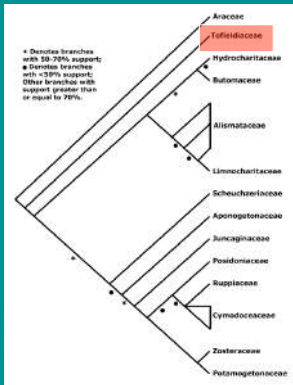 Araceae
Tofieldiaceae
+ Denotes branches
with 50-70% support;
● Denotes branches
wth <50% support;
Other branches with
support greater than
or equal to 70%.
Hydrocharitaceae
Butomaceae
Alismataceae
Limnocharitaceae
Scheuchzeriaceae
Aponogetonaceae
Juncaginaceae
Posidoniaceae
Ruppiaceae
Cymodoceaceae
Zosteraceae
Potamogetonaceae